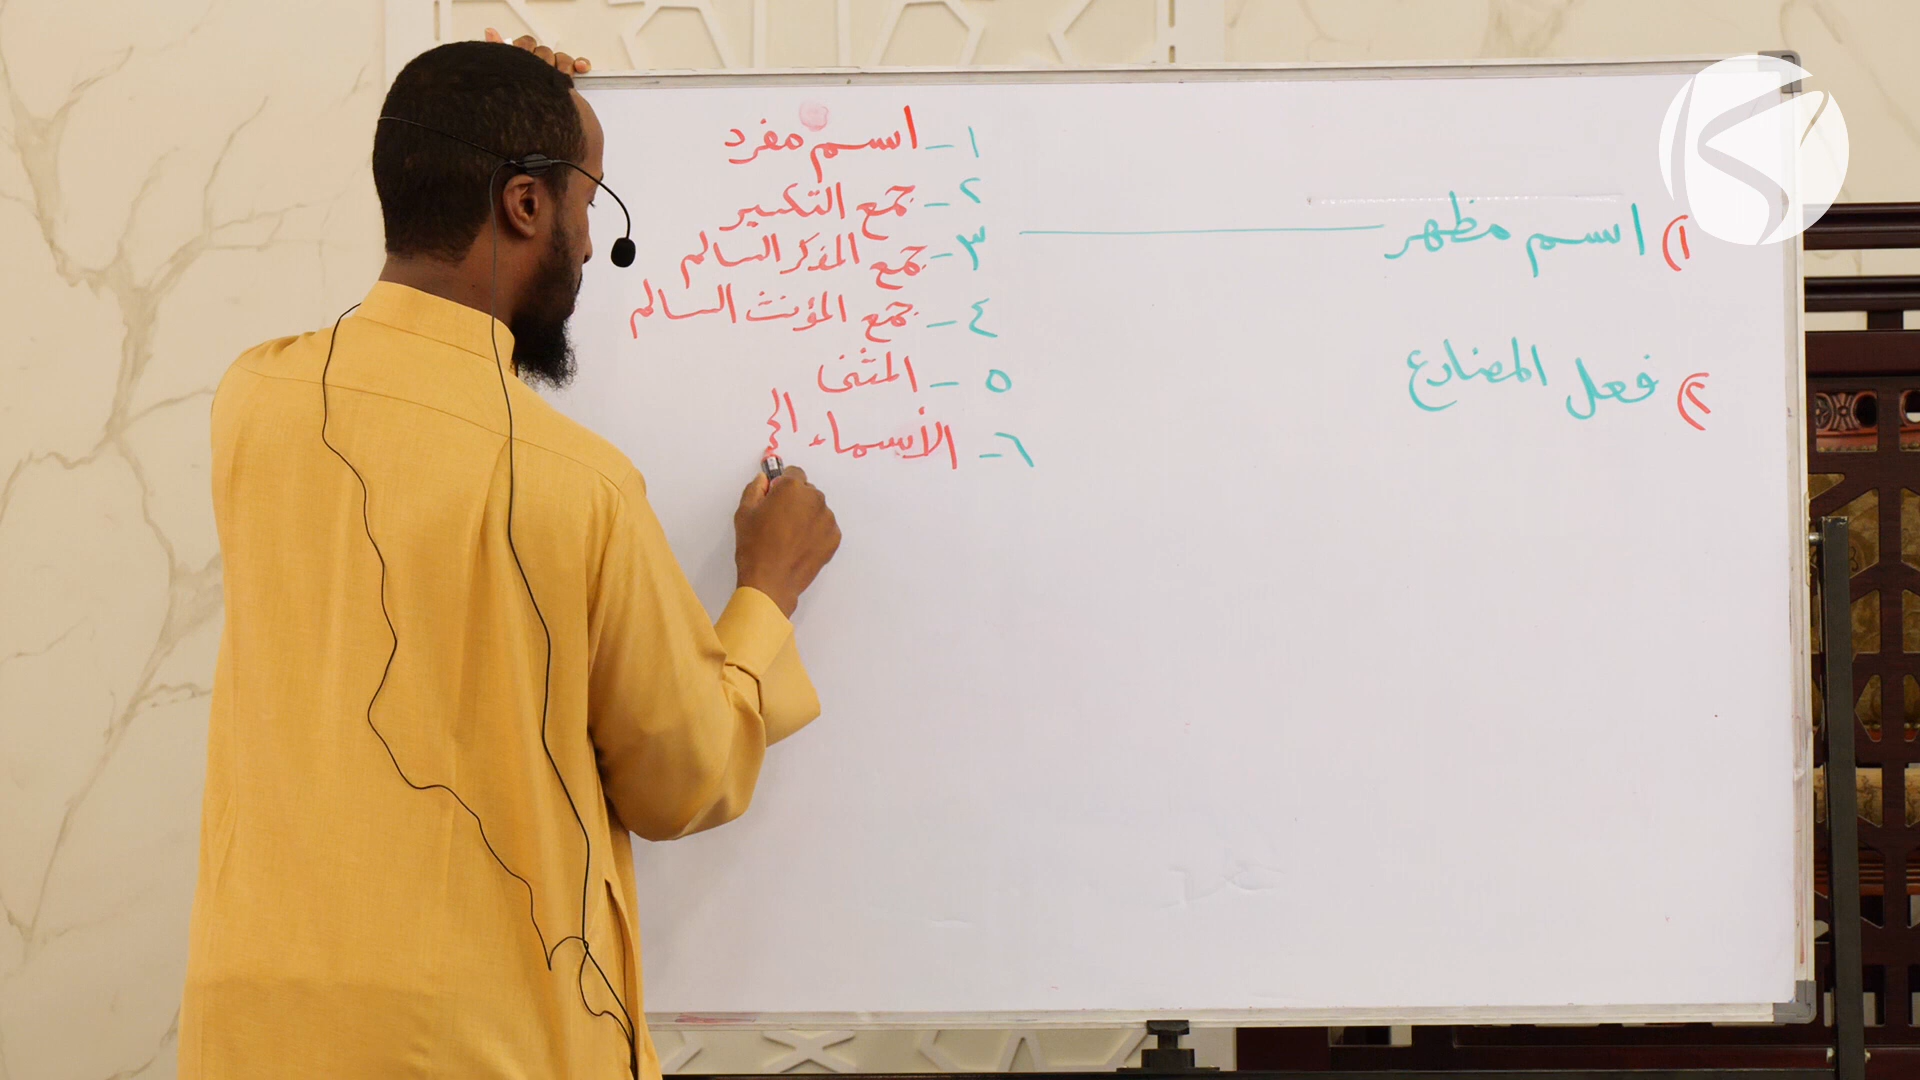 ١) اسم مظهر
٢) فعل المضارع
١- اسم مفرد
٢- جمع التكسير
٣- جمع المذكر السالم
٤- جمع المؤنث السالم
٥- المثنى
٦- الأسماء